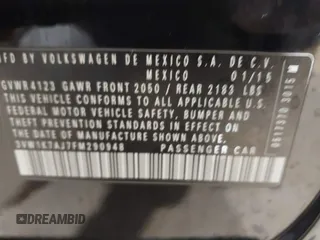 MFD BY VOLKSWAGEN DE MEXICO S.A. DE C.V.
MEXICO 01/15
GVWR 4123 GAWR FRONT 2050 / REAR 2183 LBS
THIS VEHICLE CONFORMS TO ALL APPLICABLE U.S.
FEDERAL MOTOR VEHICLE SAFETY, BUMPER AND
THEFT PREVENTION STANDARDS IN EFFECT ON THE
DATE OF MANUFACTURE SHOWN ABOVE
3VW1K7AJ7FM290948 PASSENGER CAR
DREAMBID